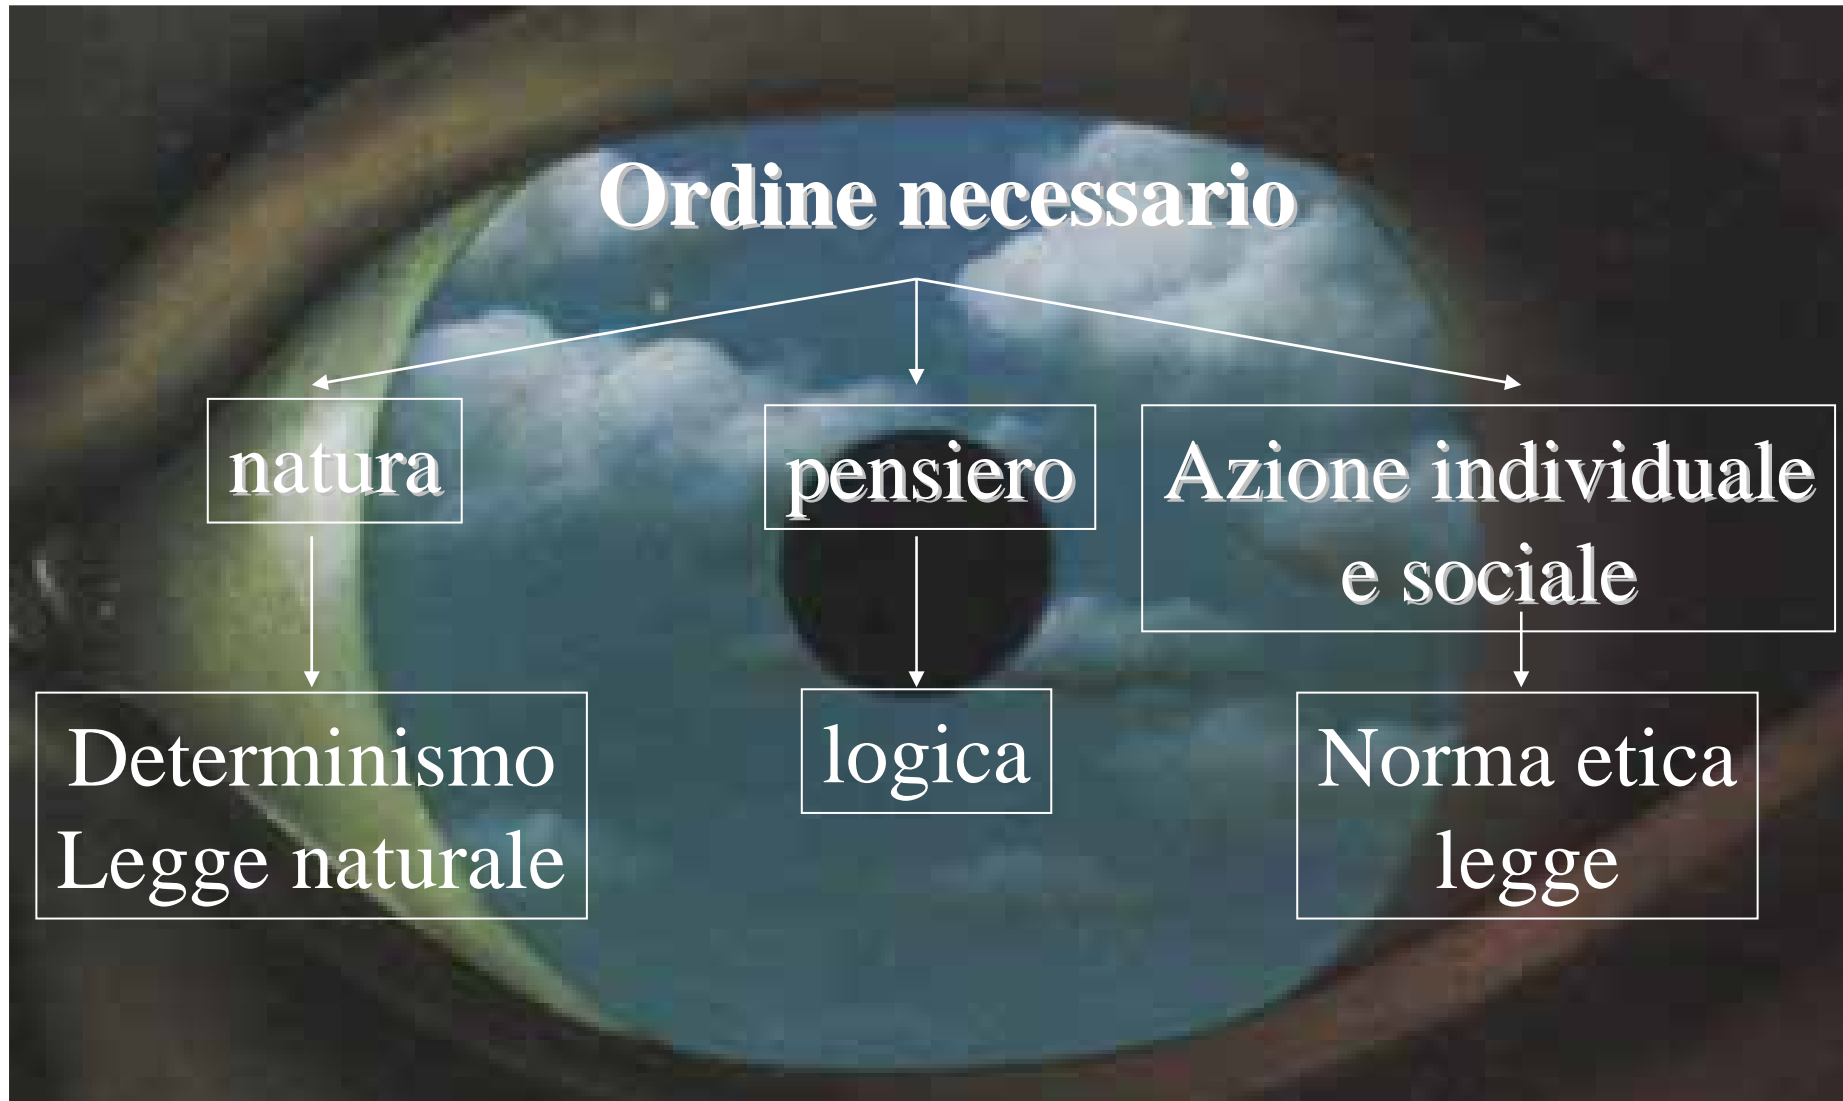 Ordine necessario
natura
pensiero
Azione individuale
e sociale
Determinismo
Legge naturale
logica
Norma etica
legge